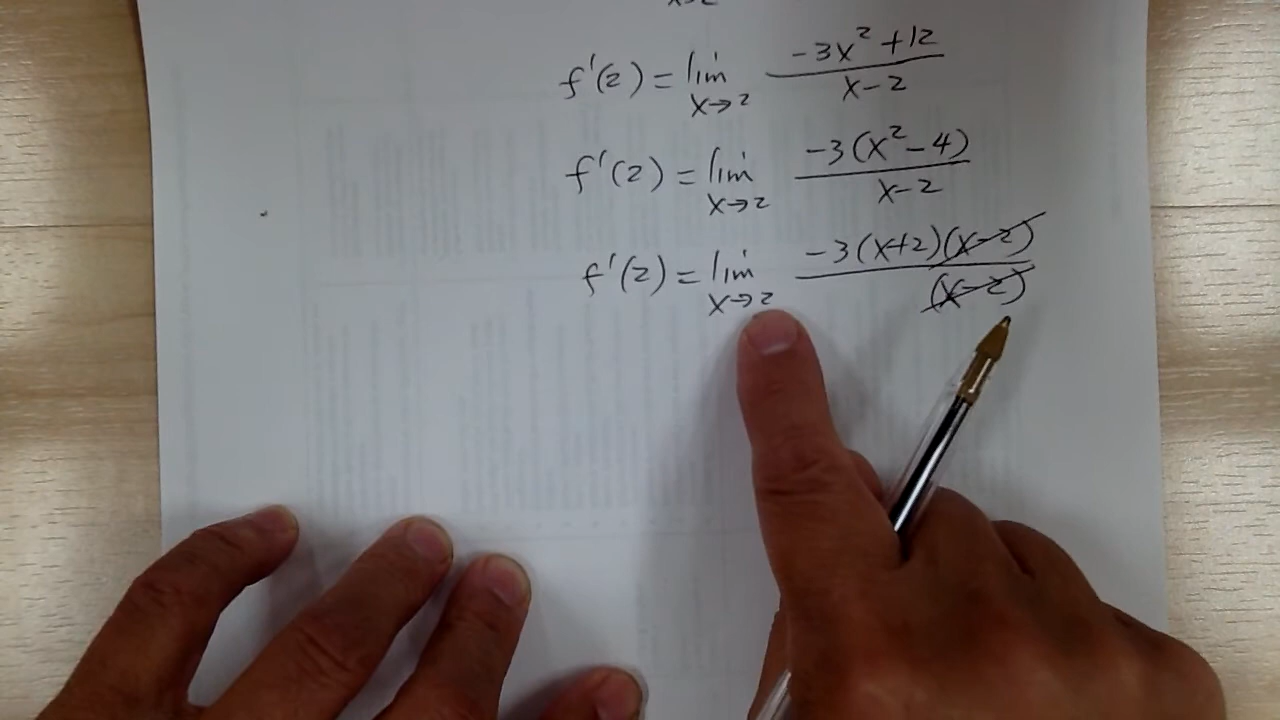 x→2
f'(2) = lim x→2 (-3x²+12)/(x-2)
f'(2) = lim x→2 (-3(x²-4))/(x-2)
f'(2) = lim x→2 (-3(x+2)(x-2))/((x-2))